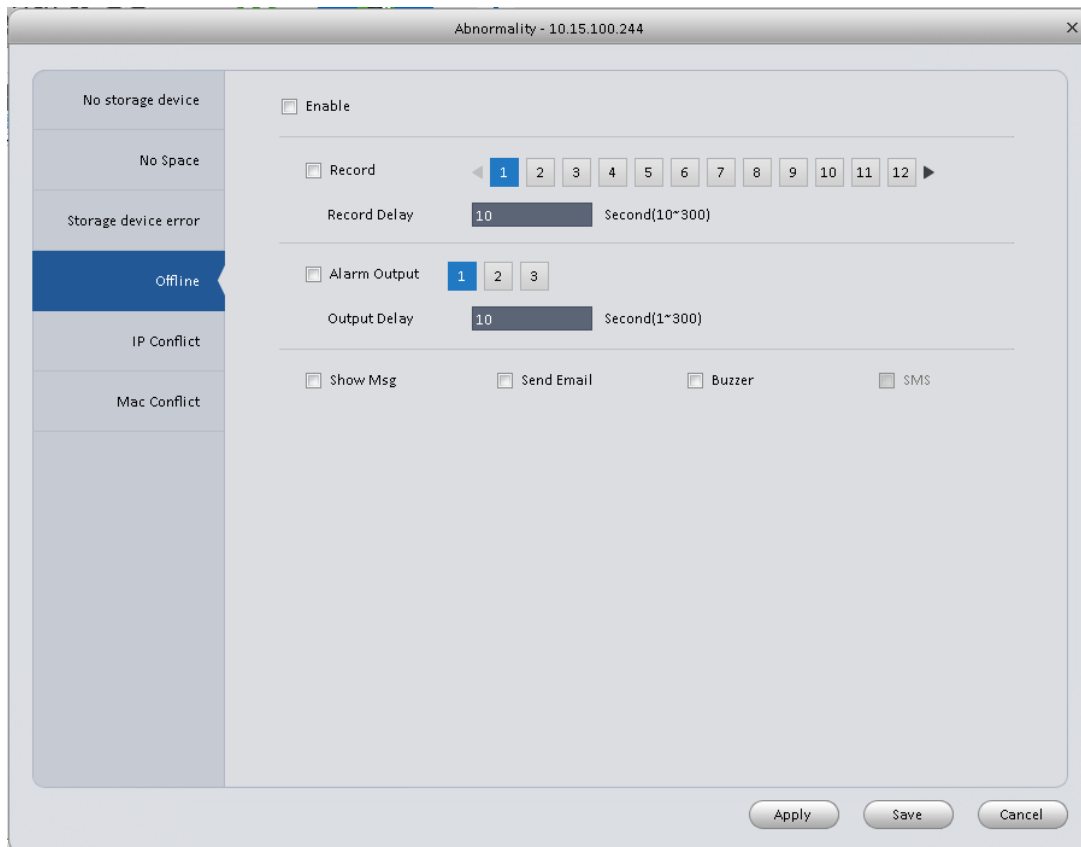 Abnormality - 10.15.100.244
No storage device
No Space
Storage device error
Offline
IP Conflict
Mac Conflict
Enable
Record 1 2 3 4 5 6 7 8 9 10 11 12
Record Delay 10 Second(10~300)
Alarm Output 1 2 3
Output Delay 10 Second(1~300)
Show Msg Send Email Buzzer SMS
Apply Save Cancel